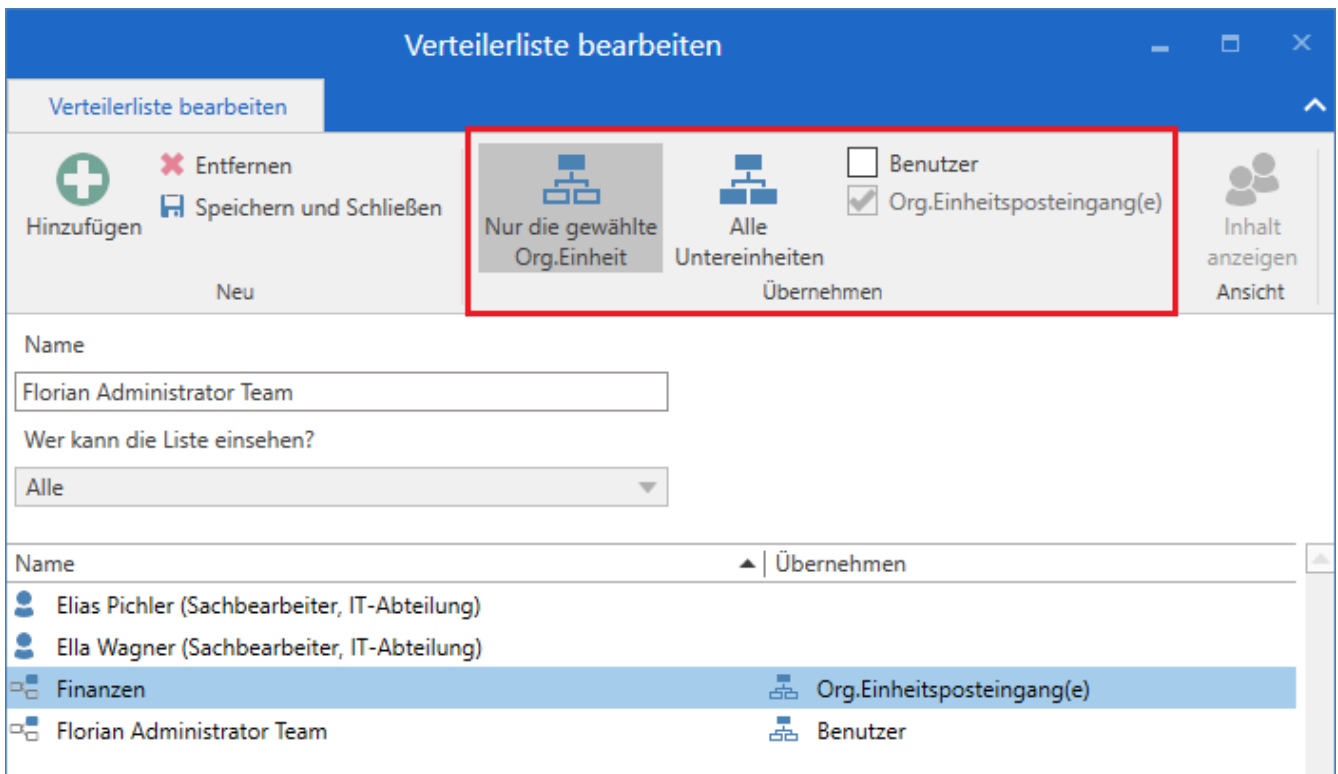 Verteilerliste bearbeiten
Verteilerliste bearbeiten
Hinzufügen
Entfernen
Speichern und Schließen
Neu
Nur die gewählte
Org.Einheit
Alle
Untereinheiten
Benutzer
Org.Einheitsposteingang(e)
Übernehmen
Inhalt
anzeigen
Ansicht
Name
Florian Administrator Team
Wer kann die Liste einsehen?
Alle
Name Übernehmen
Elias Pichler (Sachbearbeiter, IT-Abteilung)
Ella Wagner (Sachbearbeiter, IT-Abteilung)
Finanzen Org.Einheitsposteingang(e)
Florian Administrator Team Benutzer